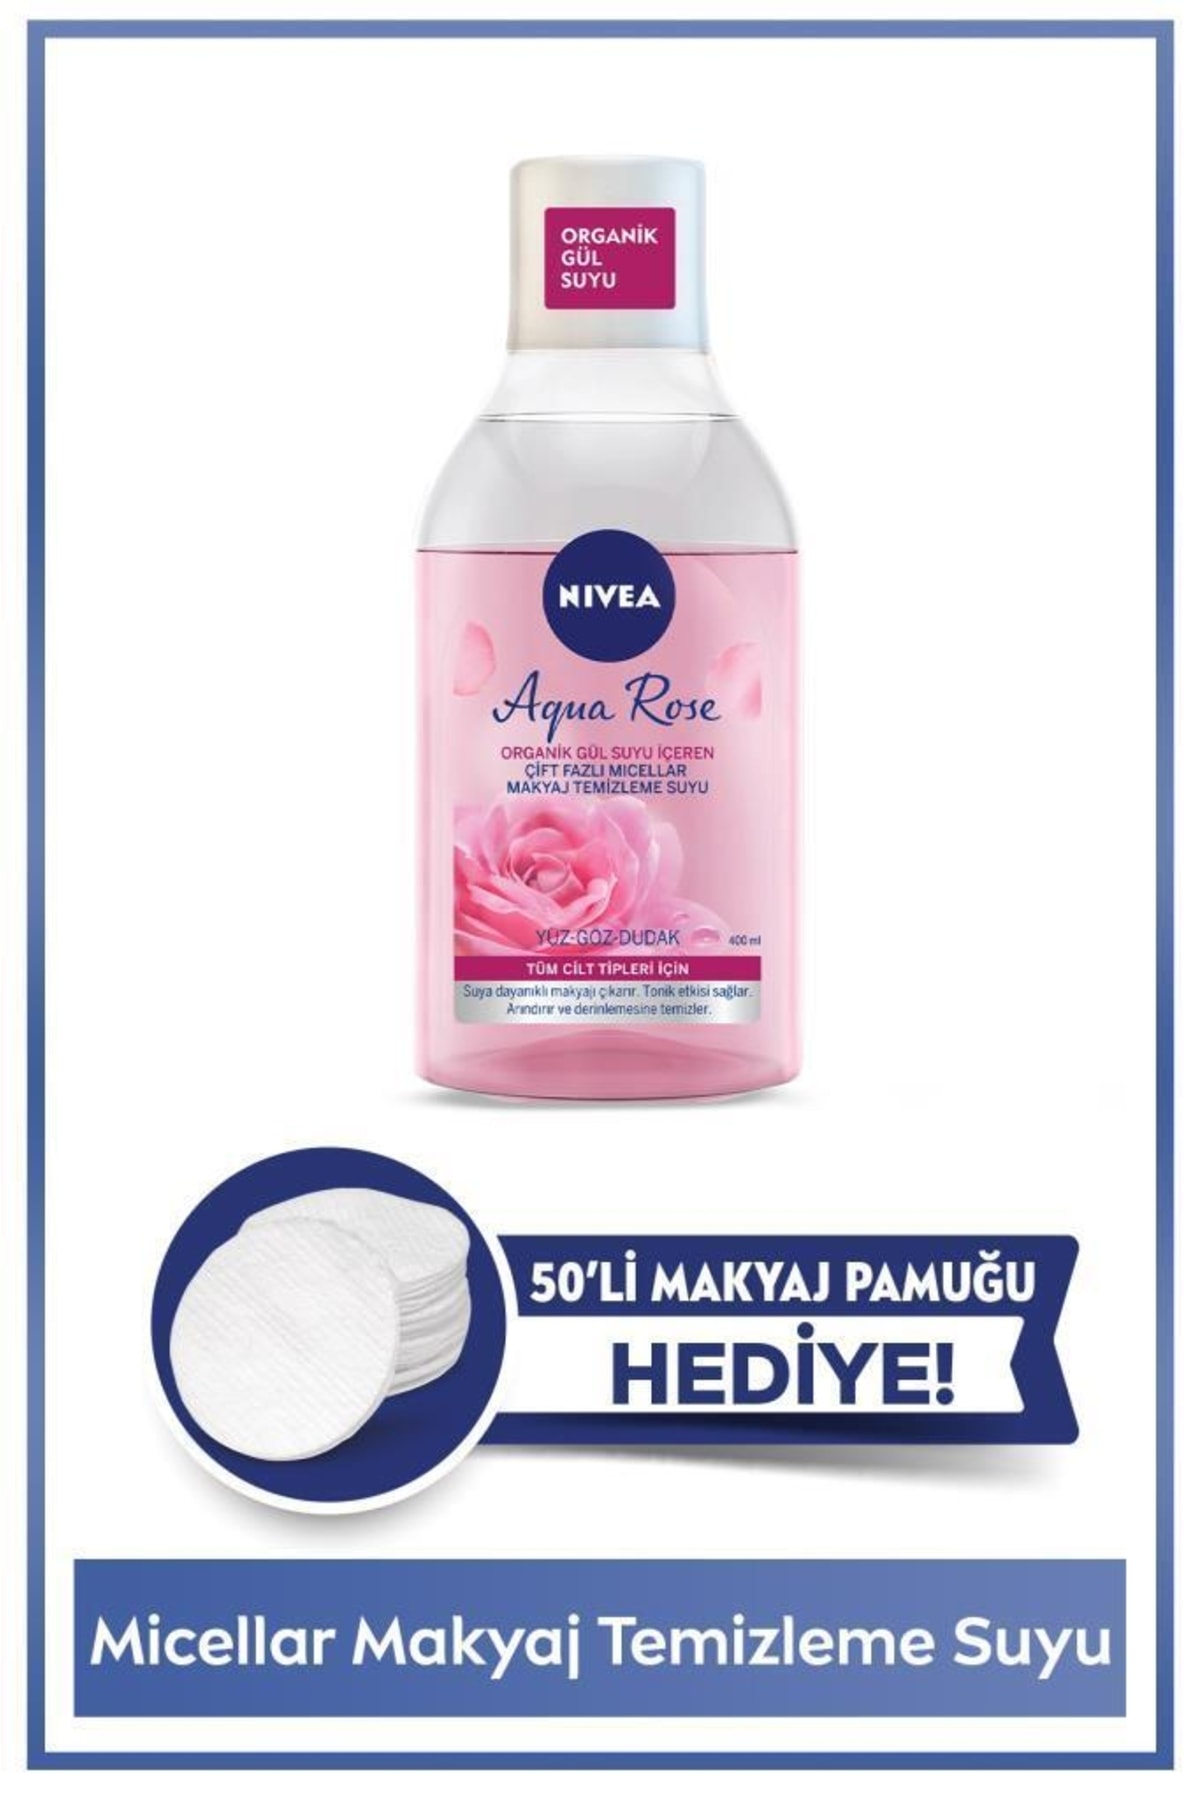 ORGANİK
GÜL
SUYU
NIVEA
Aqua Rose
ORGANİK GÜL SUYU İÇEREN
ÇİFT FAZLI MICELLAR
MAKYAJ TEMİZLEME SUYU
YÜZ-GÖZ-DUDAK
400 ml
TÜM CİLT TİPLERİ İÇİN
Suya dayanıklı makyajı çıkarır. Tonik etkisi sağlar.
Arındırır ve derinlemesine temizler.
50'Lİ MAKYAJ PAMUĞU
HEDİYE!
Micellar Makyaj Temizleme Suyu